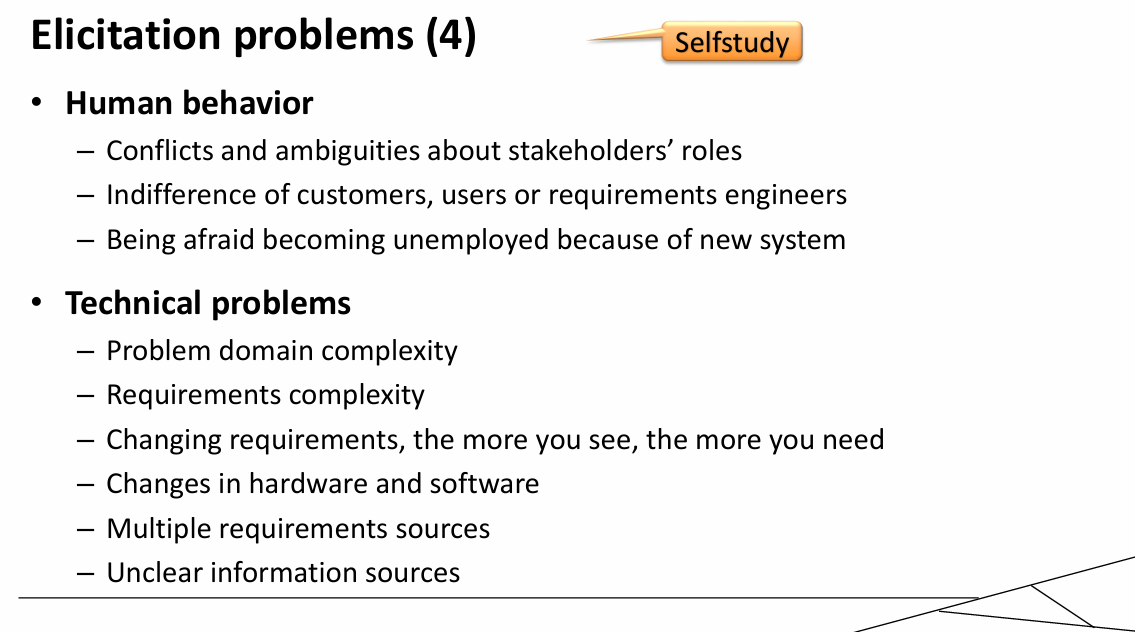 Elicitation problems (4)
Selfstudy
• Human behavior
– Conflicts and ambiguities about stakeholders’ roles
– Indifference of customers, users or requirements engineers
– Being afraid becoming unemployed because of new system
• Technical problems
– Problem domain complexity
– Requirements complexity
– Changing requirements, the more you see, the more you need
– Changes in hardware and software
– Multiple requirements sources
– Unclear information sources